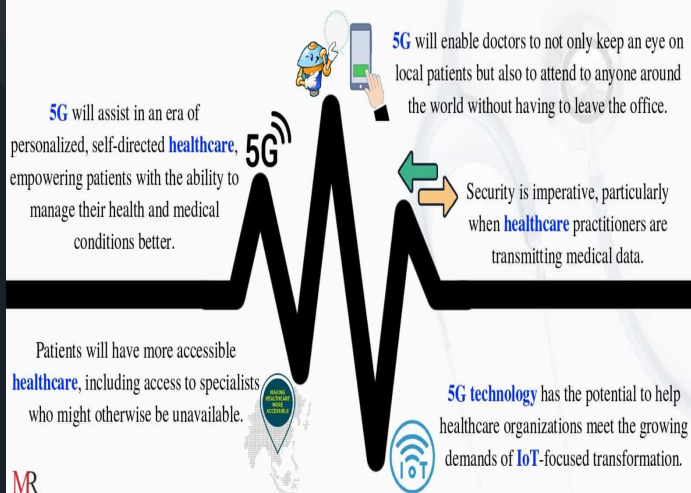 5G will enable doctors to not only keep an eye on
local patients but also to attend to anyone around
the world without having to leave the office.
5G will assist in an era of
personalized, self-directed healthcare,
empowering patients with the ability to
manage their health and medical
conditions better.
5G
Security is imperative, particularly
when healthcare practitioners are
transmitting medical data.
Patients will have more accessible
healthcare, including access to specialists
who might otherwise be unavailable.
MAKING
HEALTHCARE
MORE
ACCESSIBLE
5G technology has the potential to help
healthcare organizations meet the growing
demands of IoT-focused transformation.
IoT
MR